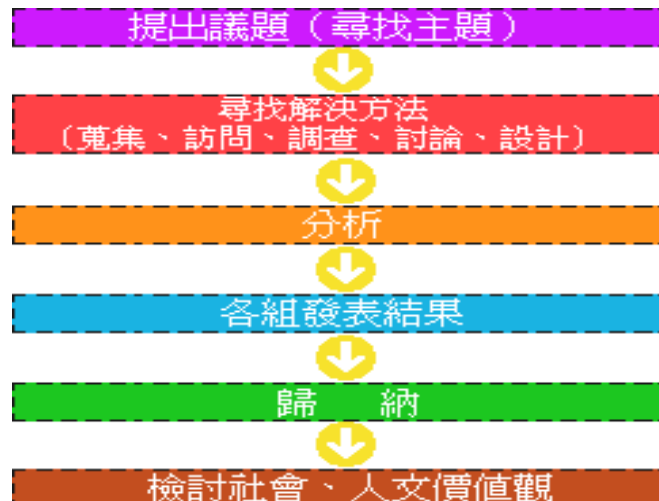 提出議題（尋找主題）
尋找解決方法
（蒐集、訪問、調查、討論、設計）
分析
各組發表結果
歸　納
檢討社會、人文價值觀